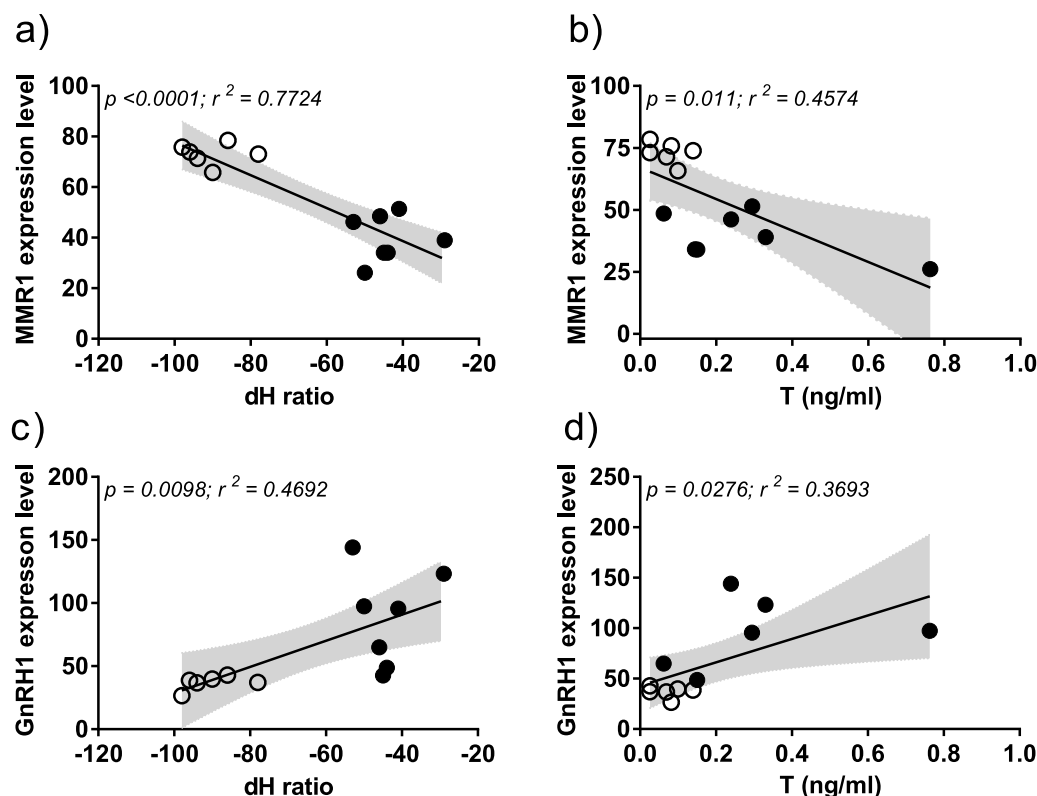 a)
MMR1 expression level
100
80
60
40
20
0
p <0.0001; r 2 = 0.7724
-120 -100 -80 -60 -40 -20
dH ratio
b)
MMR1 expression level
100
75
50
25
0
p = 0.011; r 2 = 0.4574
0.0 0.2 0.4 0.6 0.8 1.0
T (ng/ml)
c)
GnRH1 expresson level
200
150
100
50
0
p = 0.0098; r 2 = 0.4692
-120 -100 -80 -60 -40 -20
dH ratio
d)
GnRH1 expresson level
250
200
150
100
50
0
p = 0.0276; r 2 = 0.3693
0.0 0.2 0.4 0.6 0.8 1.0
T (ng/ml)